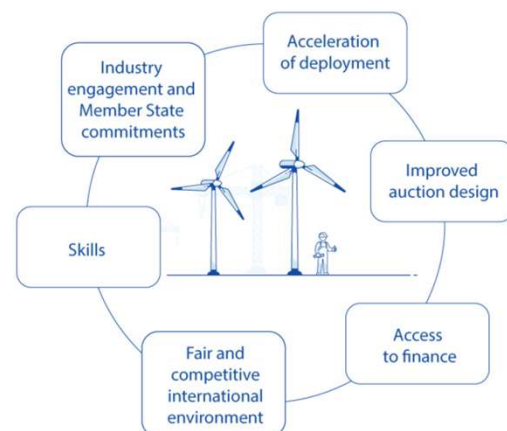 Acceleration
of deployment
Improved
auction design
Access
to finance
Fair and
competitive
international
environment
Skills
Industry
engagement and
Member State
commitments